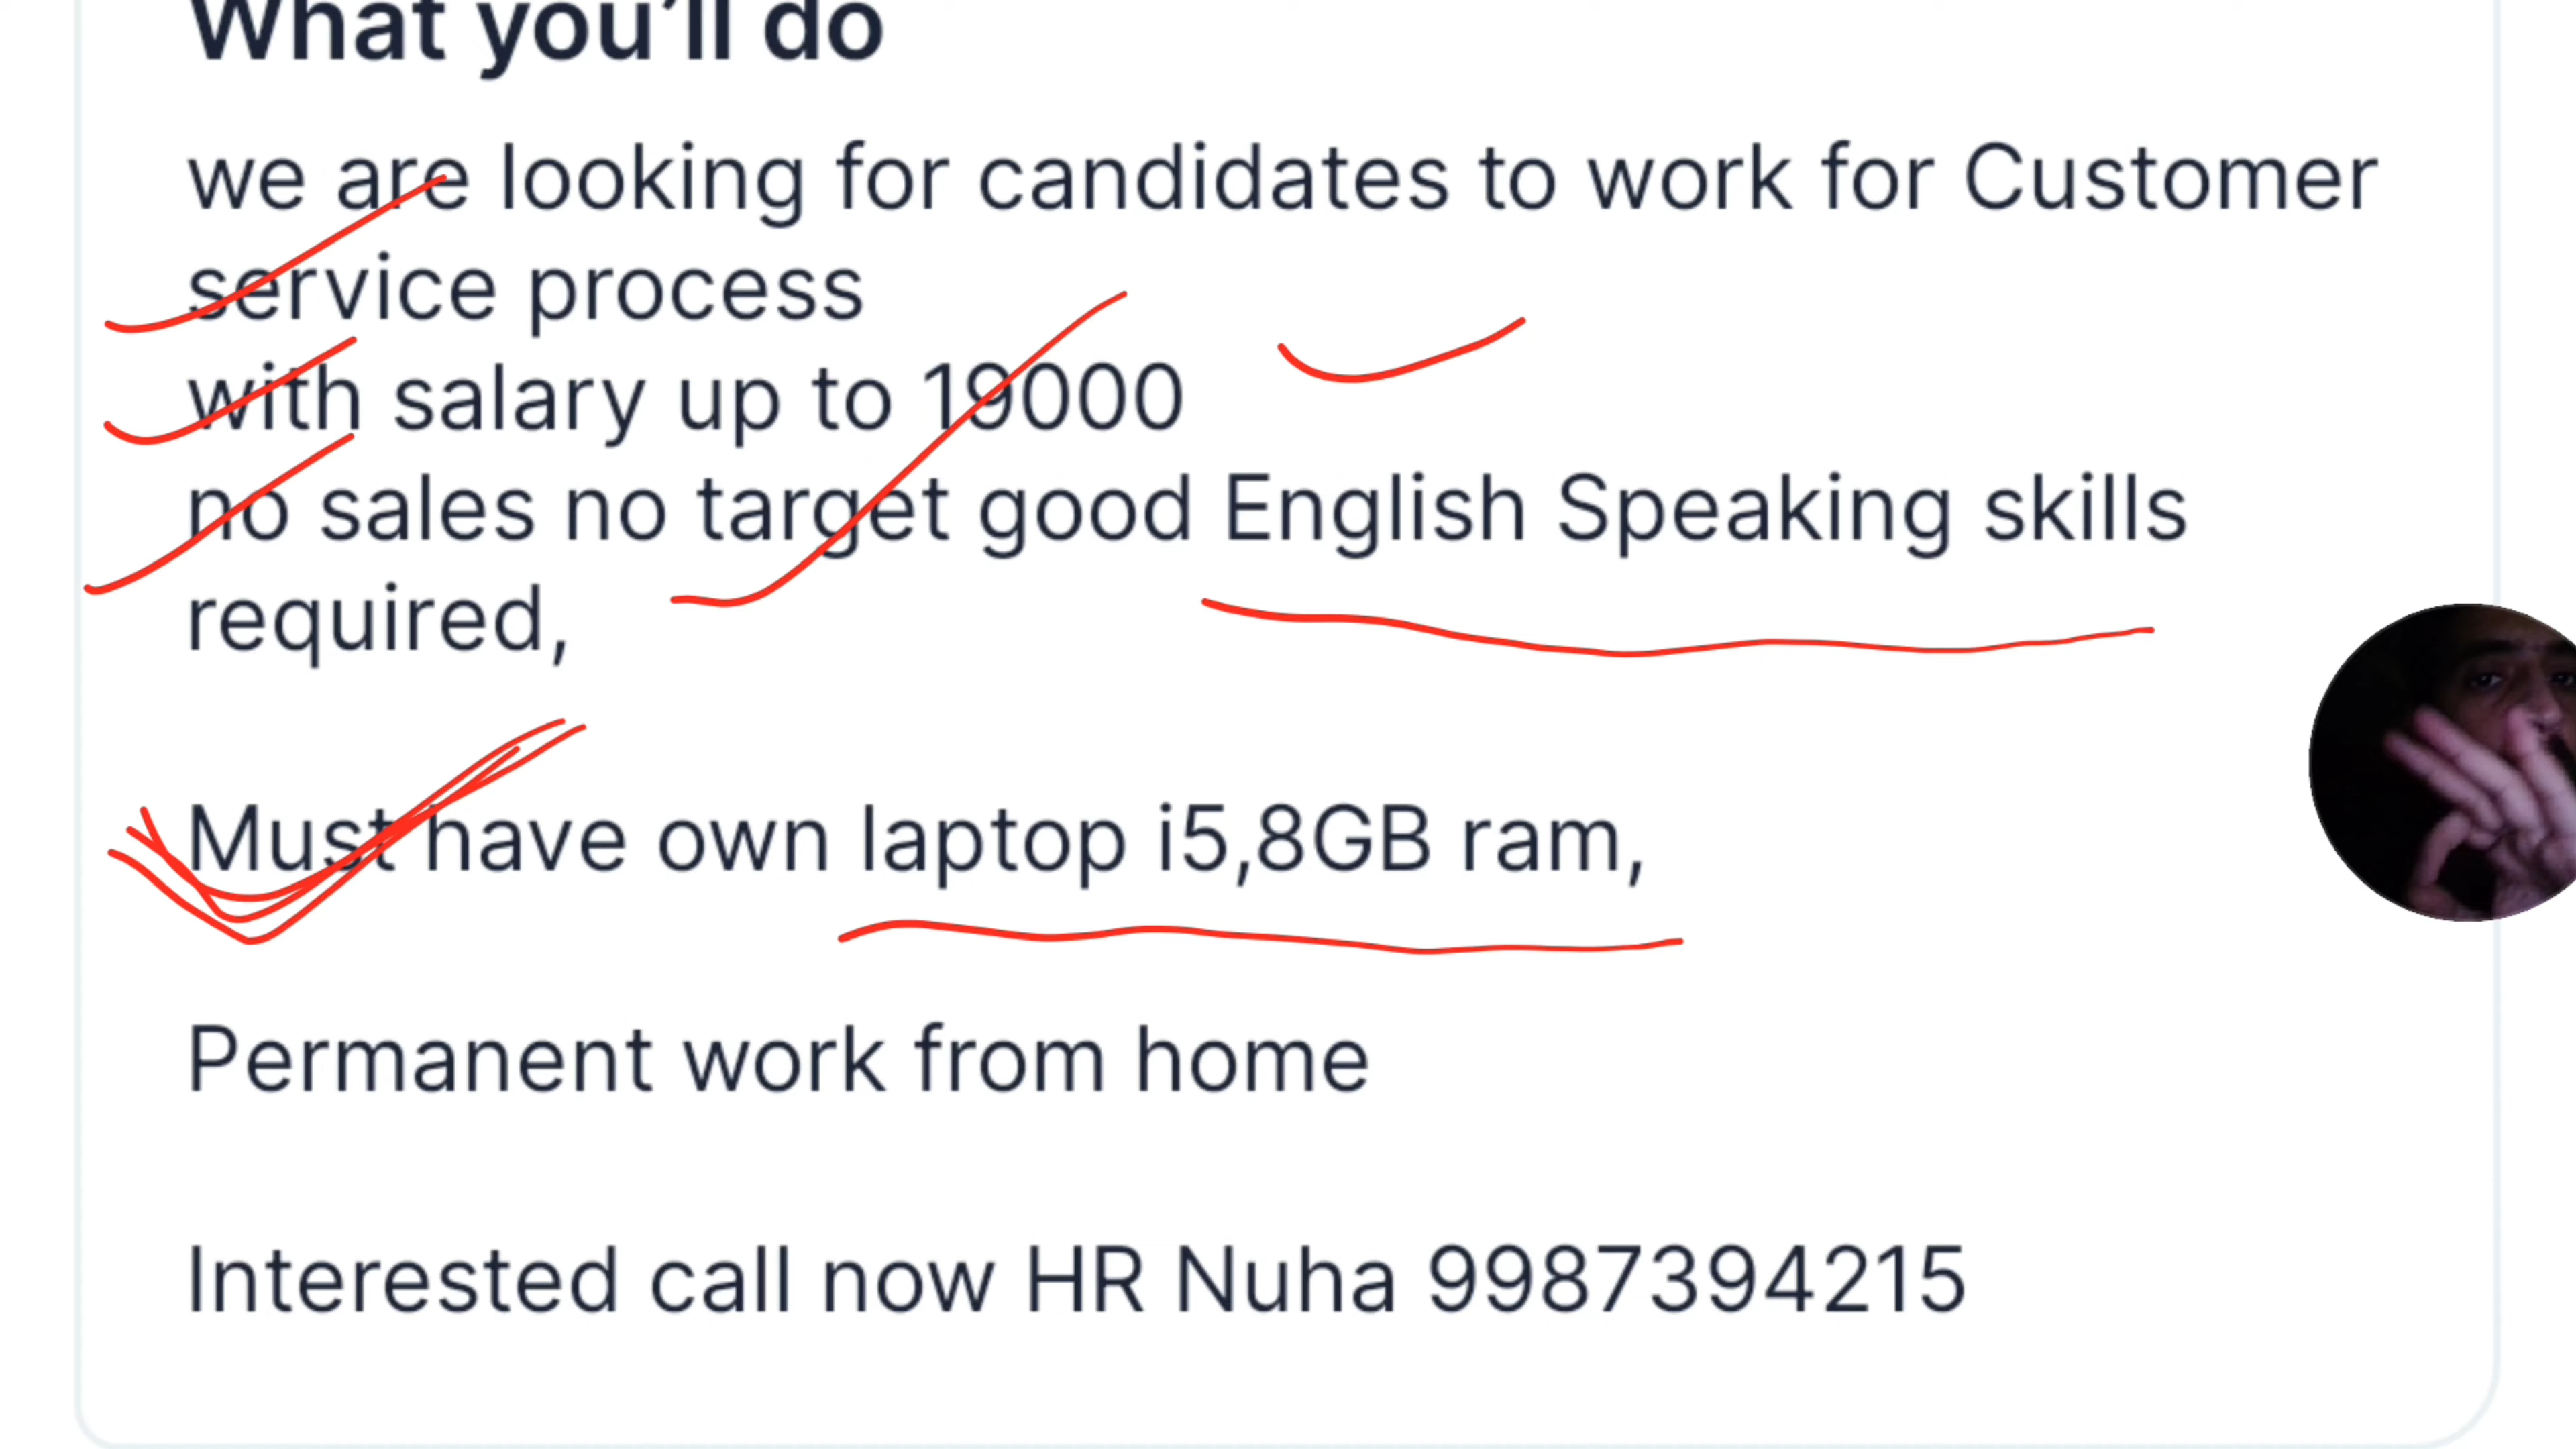 What you'll do
we are looking for candidates to work for Customer
service process
with salary up to 19000
no sales no target good English Speaking skills
required,
Must have own laptop i5,8GB ram,
Permanent work from home
Interested call now HR Nuha 9987394215